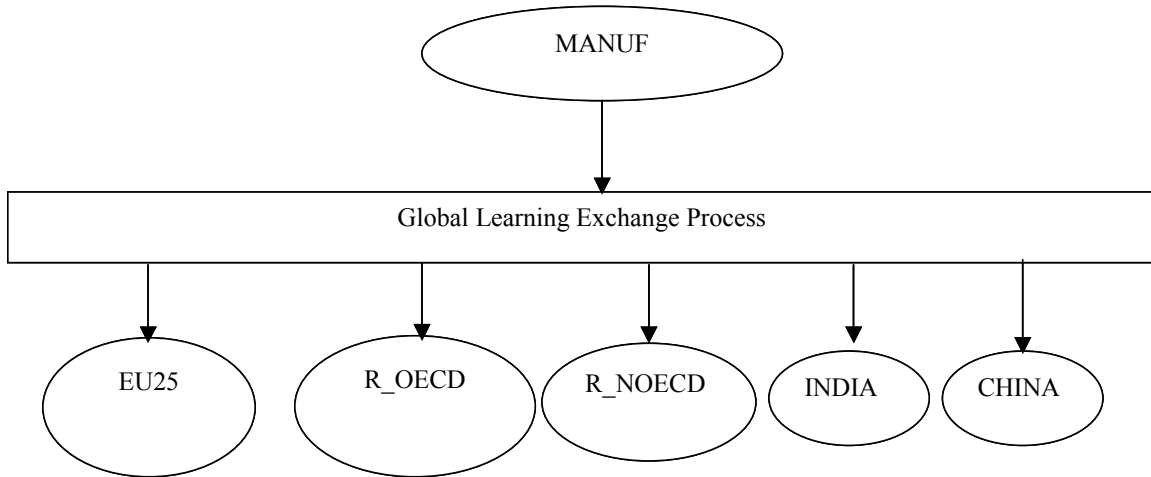 MANUF
Global Learning Exchange Process
EU25
R_OECD
R_NOECD
INDIA
CHINA